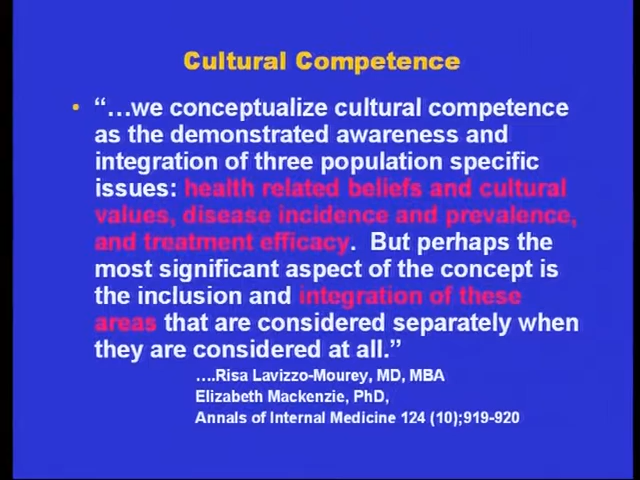 Cultural Competence
• “…we conceptualize cultural competence
as the demonstrated awareness and
integration of three population specific
issues: health related beliefs and cultural
values, disease incidence and prevalence,
and treatment efficacy.  But perhaps the
most significant aspect of the concept is
the inclusion and integration of these
areas that are considered separately when
they are considered at all.”
….Risa Lavizzo-Mourey, MD, MBA
Elizabeth Mackenzie, PhD,
Annals of Internal Medicine 124 (10);919-920